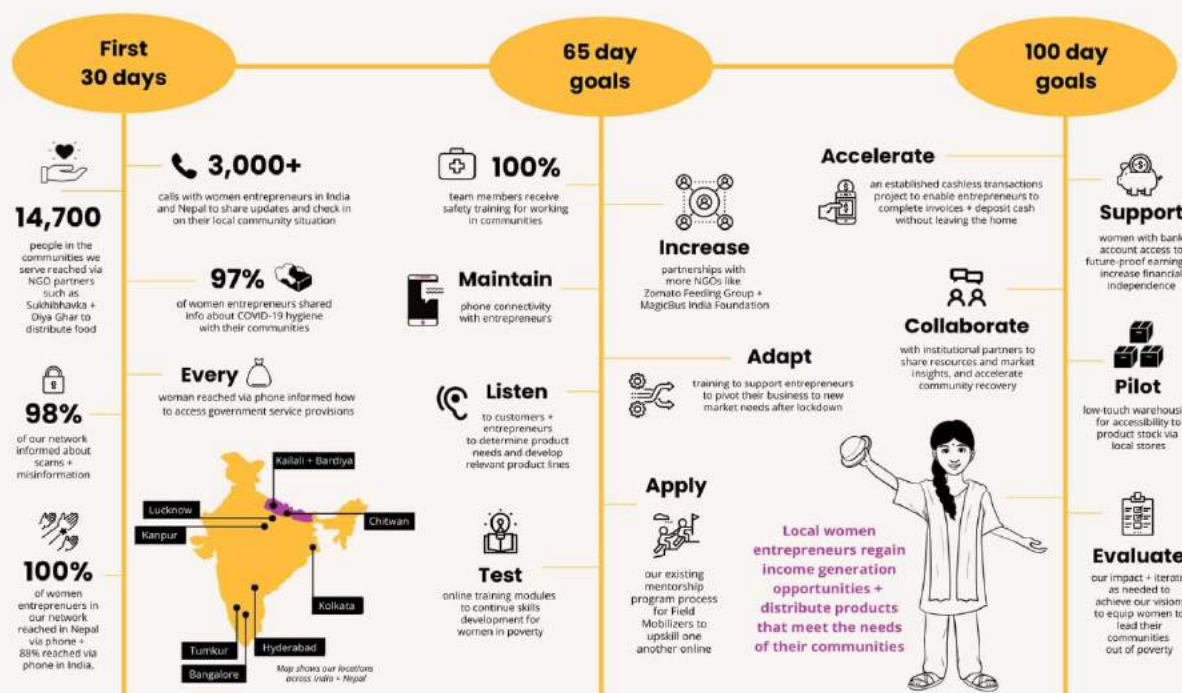 First
30 days
14,700
people in the
communities we
serve reached via
NGO partners
such as
Sukhibhavka +
Diya Ghar to
distribute food
98%
of our network
informed about
scams +
misinformation
100%
of women
entreprenuers in
our network
reached in Nepal
via phone +
88% reached via
phone in India.
3,000+
calls with women entrepreneurs in India
and Nepal to share updates and check in
on their local community situation
97%
of women entrepreneurs shared
info about COVID-19 hygiene
with their communities
Every
woman reached via phone informed how
to access government service provisions
Kailali + Bardiya
Lucknow
Kanpur
Chitwan
Kolkata
Tumkur
Hyderabad
Bangalore
Map shows our locations
across India + Nepal
65 day
goals
100%
team members receive
safety training for working
in communities
Maintain
phone connectivity
with entrepreneurs
Listen
to customers +
entrepreneurs
to determine product
needs and develop
relevant product lines
Test
online training modules
to continue skills
development for
women in poverty
Increase
partnerships with
more NGOs like
Zomato Feeding Group +
MagicBus India Foundation
Adapt
training to support entrepreneurs
to pivot their business to new
market needs after lockdown
Apply
our existing
mentorship
program process
for Field
Mobilizers to
upskill one
another online
100 day
goals
Accelerate
an established cashless transactions
project to enable entrepreneurs to
complete invoices + deposit cash
without leaving the home
Collaborate
with institutional partners to
share resources and market
insights, and accelerate
community recovery
Local women
entrepreneurs regain
income generation
opportunities +
distribute products
that meet the needs
of their communities
Support
women with bank
account access to
future-proof earning
increase financial
independence
Pilot
low-touch warehousi
for accessibility to
product stock via
local stores
Evaluate
our impact + iterate
as needed to
achieve our vision
to equip women to
lead their
communities
out of poverty